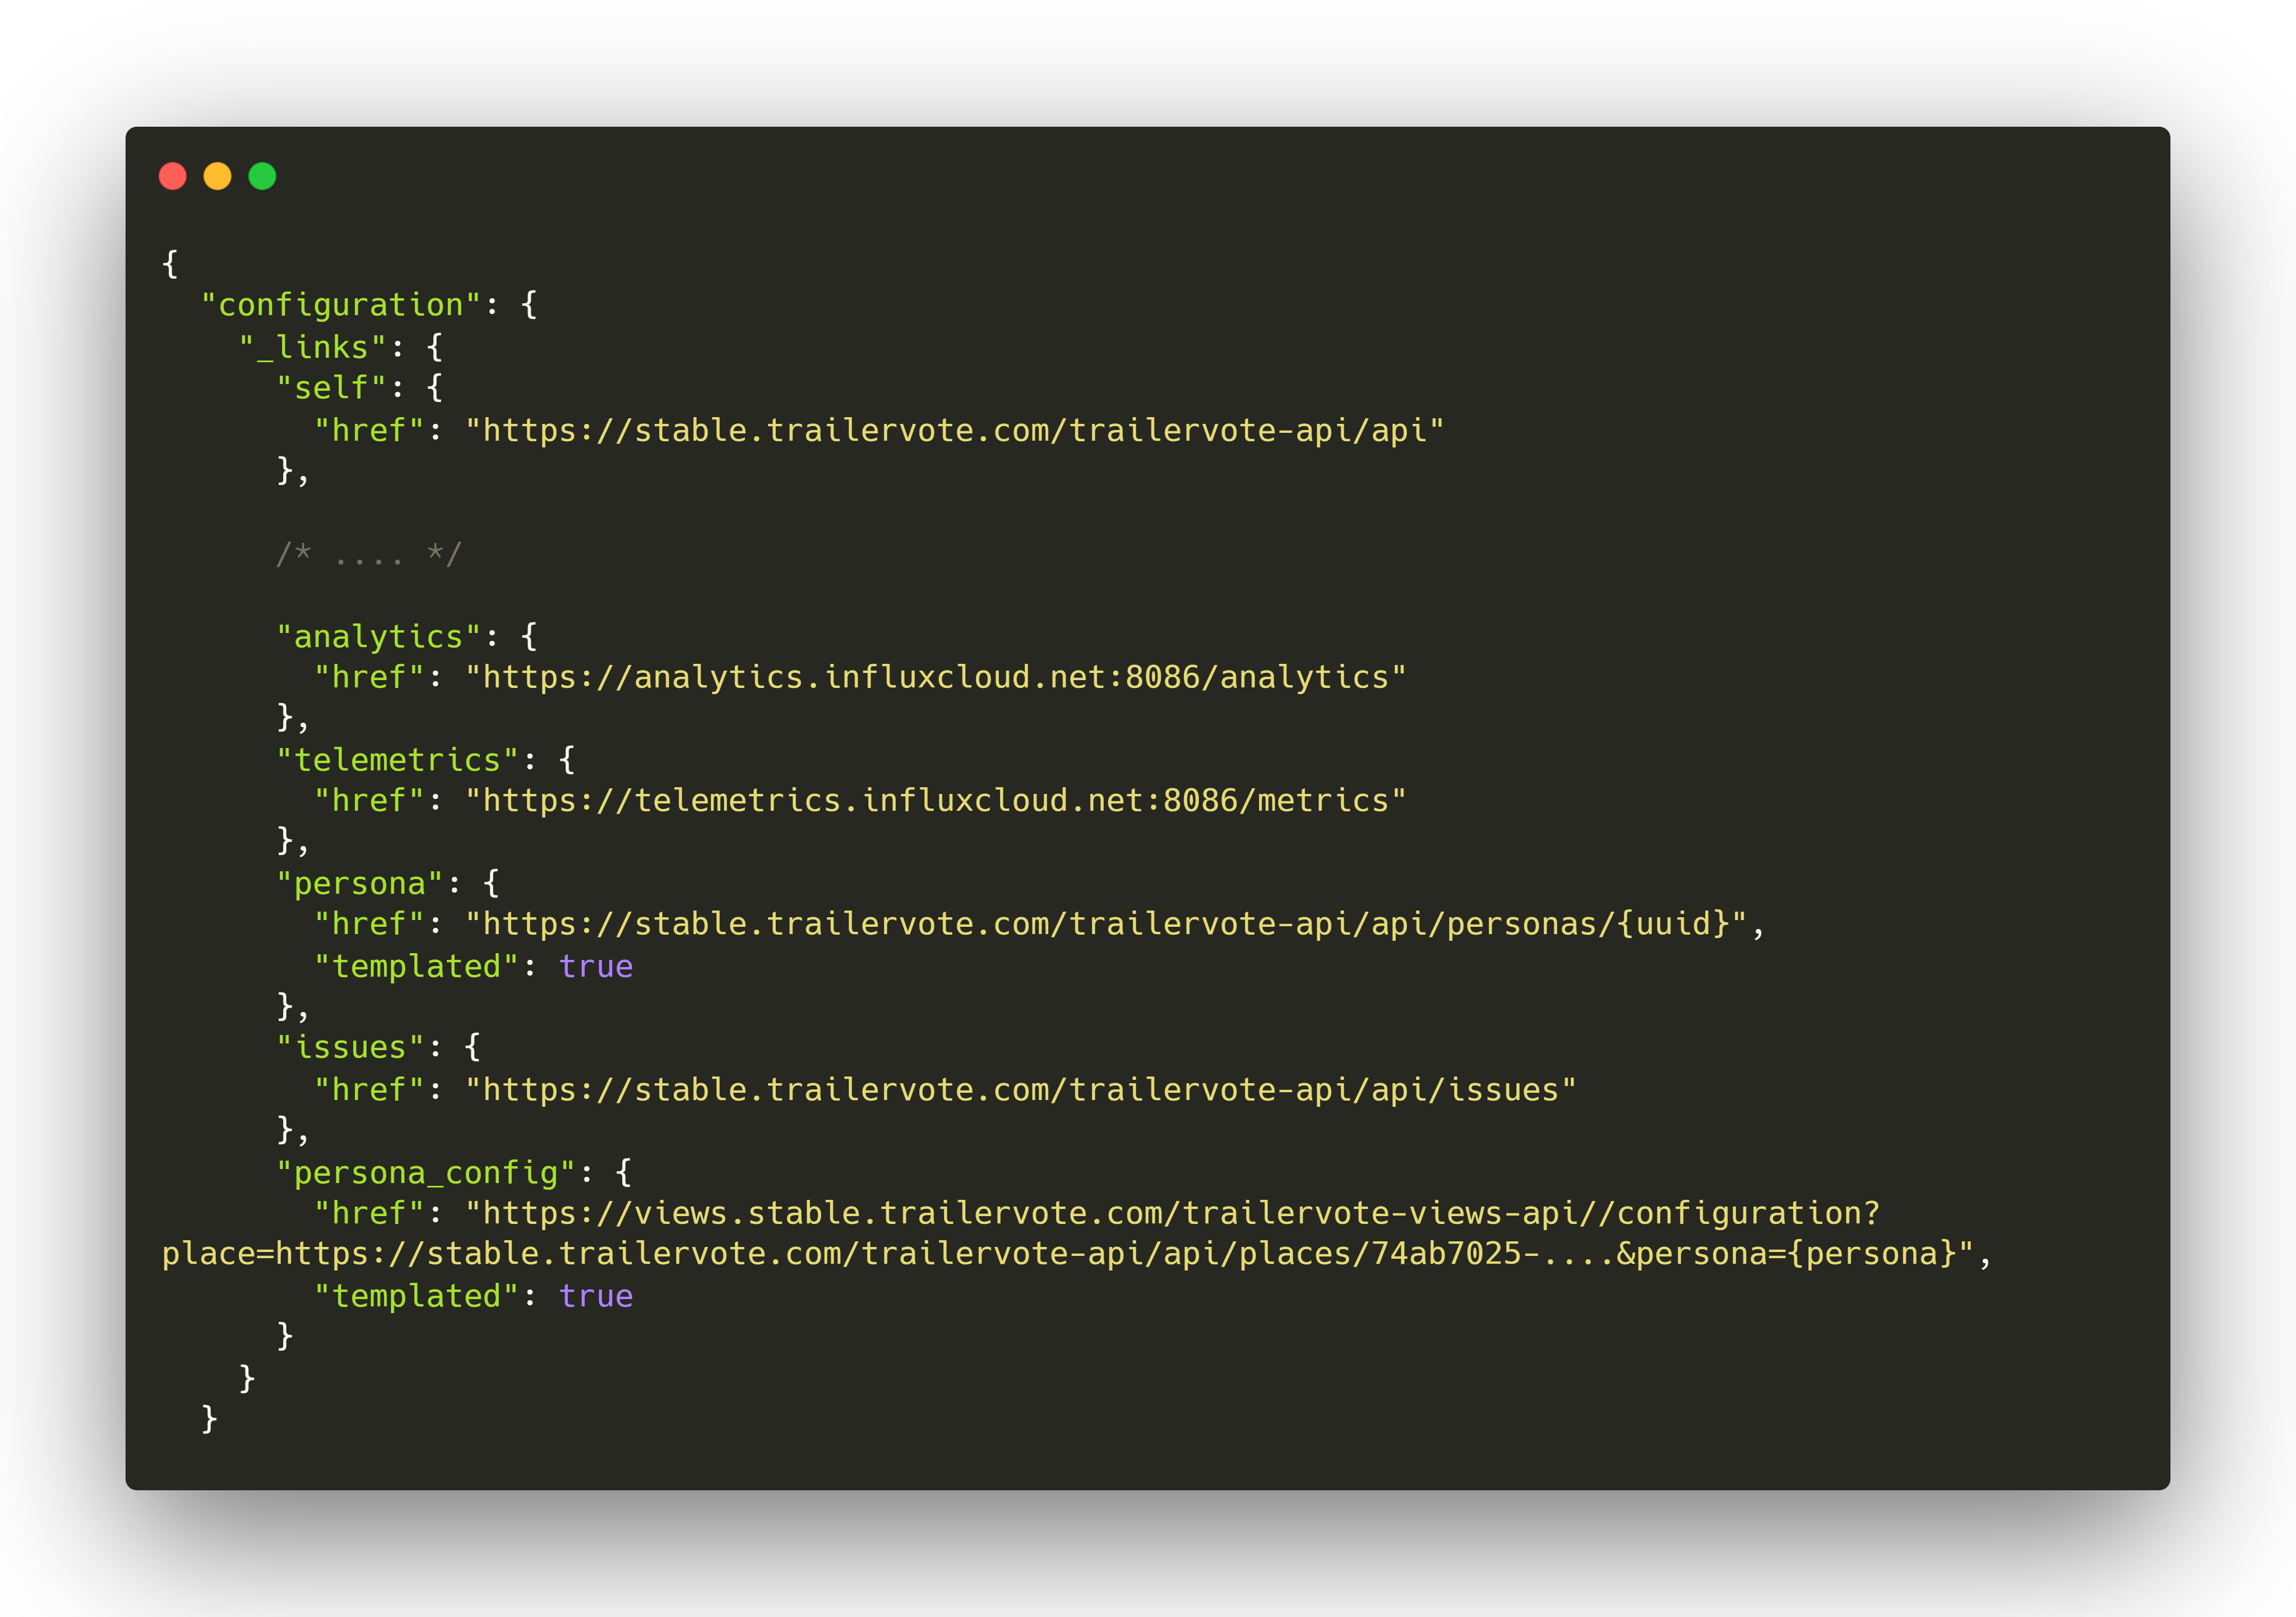 {
  "configuration": {
    "_links": {
      "self": {
        "href": "https://stable.trailervote.com/trailervote-api/api"
      },

      /* .... */

      "analytics": {
        "href": "https://analytics.influxcloud.net:8086/analytics"
      },
      "telemetrics": {
        "href": "https://telemetrics.influxcloud.net:8086/metrics"
      },
      "persona": {
        "href": "https://stable.trailervote.com/trailervote-api/api/personas/{uuid}",
        "templated": true
      },
      "issues": {
        "href": "https://stable.trailervote.com/trailervote-api/api/issues"
      },
      "persona_config": {
        "href": "https://views.stable.trailervote.com/trailervote-views-api//configuration?
place=https://stable.trailervote.com/trailervote-api/api/places/74ab7025-....&persona={persona}",
        "templated": true
      }
    }
  }